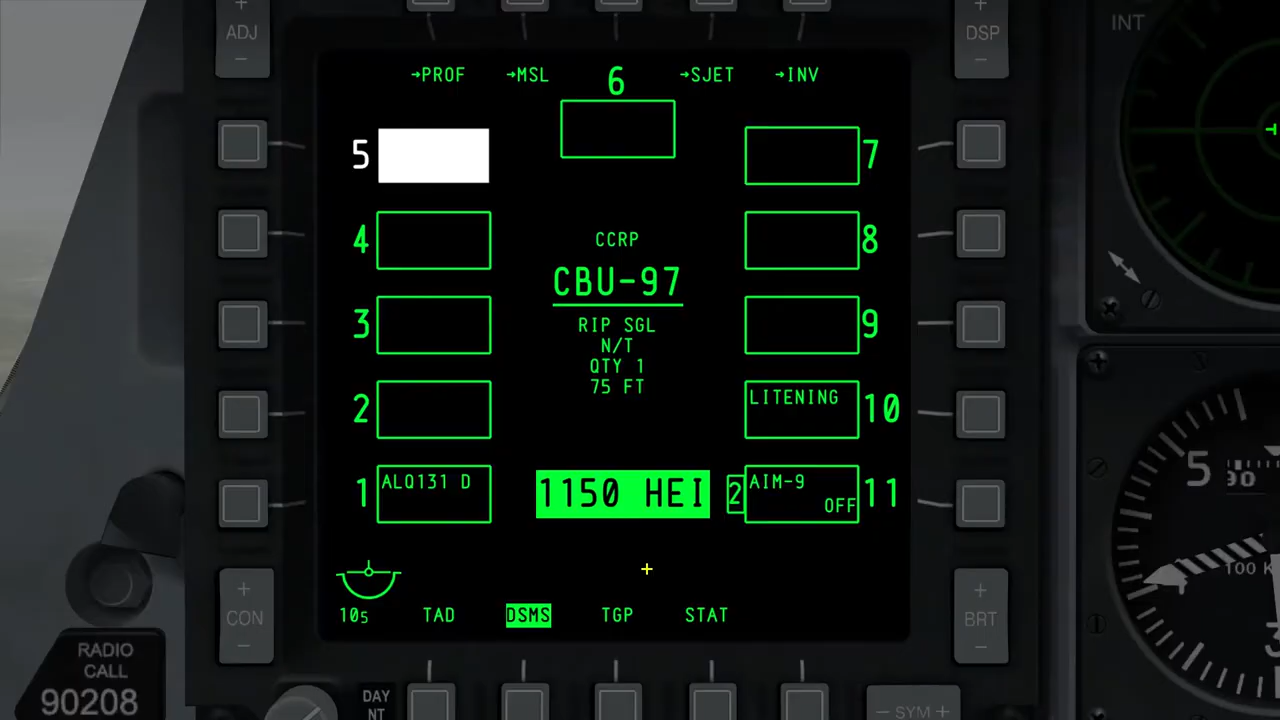 ADJ
DSP
INT
→PROF →MSL 6 →SJET →INV
5
7
4
8
CCRP
CBU-97
3
RIP SGL
9
N/T
QTY 1
75 FT
2
LITENING
10
1
ALQ131 D
1150 HEI
2
AIM-9
OFF
11
10s
TAD
DSMS
TGP
STAT
CON
BRT
RADIO
CALL
90208
DAY
NT
- SYM +
5
100 K
3